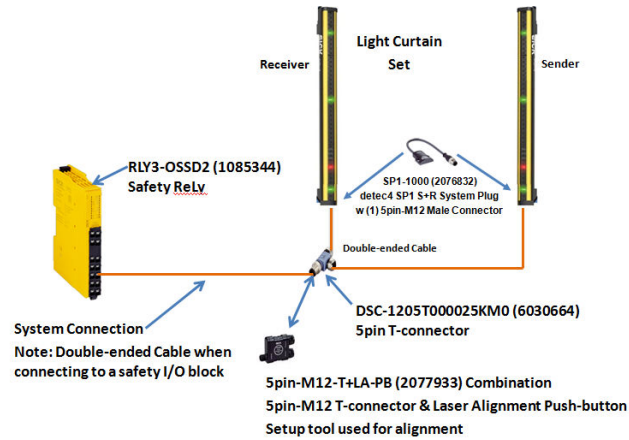 Light Curtain
Set
Receiver
Sender
RLY3-OSSD2 (1085344)
Safety ReLv
SP1-1000 (2076832)
detec4 SP1 S+R System Plug
w (1) 5pin-M12 Male Connector
Double-ended Cable
DSC-1205T000025KM0 (6030664)
5pin T-connector
System Connection
Note: Double-ended Cable when
connecting to a safety I/O block
5pin-M12-T+LA-PB (2077933) Combination
5pin-M12 T-connector & Laser Alignment Push-button
Setup tool used for alignment